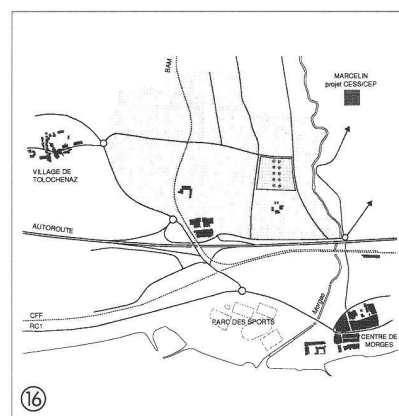 BAM
MARCELIN
projet CESS/CEP
VILLAGE DE
TOLOCHENAZ
AUTOROUTE
CFF
RC1
Morges
PARC DES SPORTS
CENTRE DE
MORGES
16